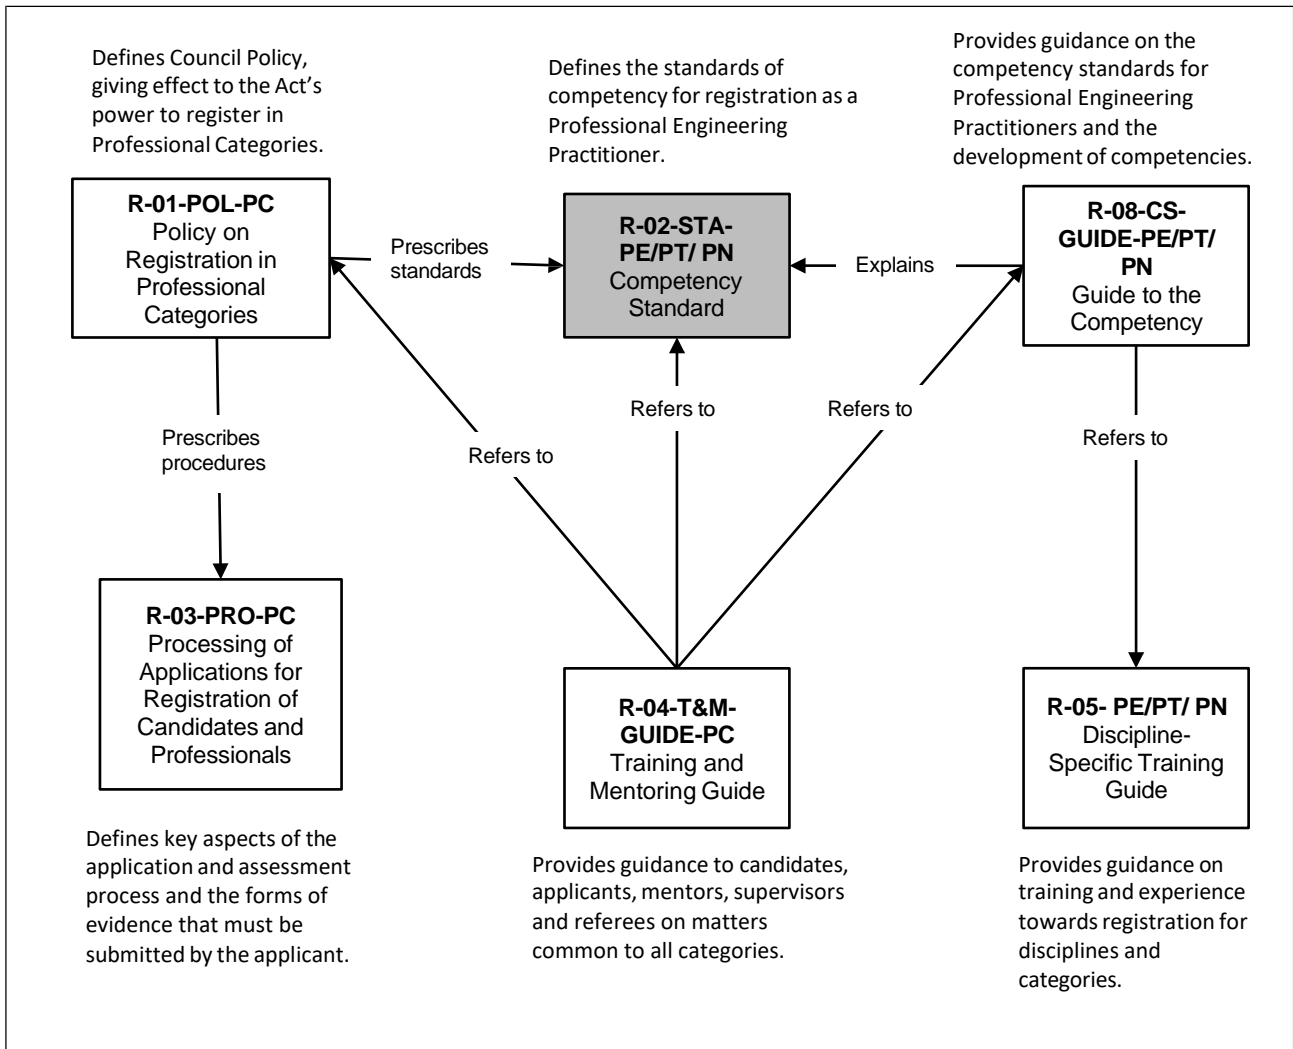 Defines Council Policy,
giving effect to the Act’s
power to register in
Professional Categories.
Defines the standards of
competency for registration as a
Professional Engineering
Practitioner.
Provides guidance on the
competency standards for
Professional Engineering
Practitioners and the
development of competencies.
R-01-POL-PC
Policy on
Registration in
Professional
Categories
Prescribes
standards
R-02-STA-
PE/PT/ PN
Competency
Standard
Explains
R-08-CS-
GUIDE-PE/PT/
PN
Guide to the
Competency
Prescribes
procedures
Refers to
Refers to
Refers to
Refers to
R-03-PRO-PC
Processing of
Applications for
Registration of
Candidates and
Professionals
R-04-T&M-
GUIDE-PC
Training and
Mentoring Guide
R-05- PE/PT/ PN
Discipline-
Specific Training
Guide
Defines key aspects of the
application and assessment
process and the forms of
evidence that must be
submitted by the applicant.
Provides guidance to candidates,
applicants, mentors, supervisors
and referees on matters
common to all categories.
Provides guidance on
training and experience
towards registration for
disciplines and
categories.